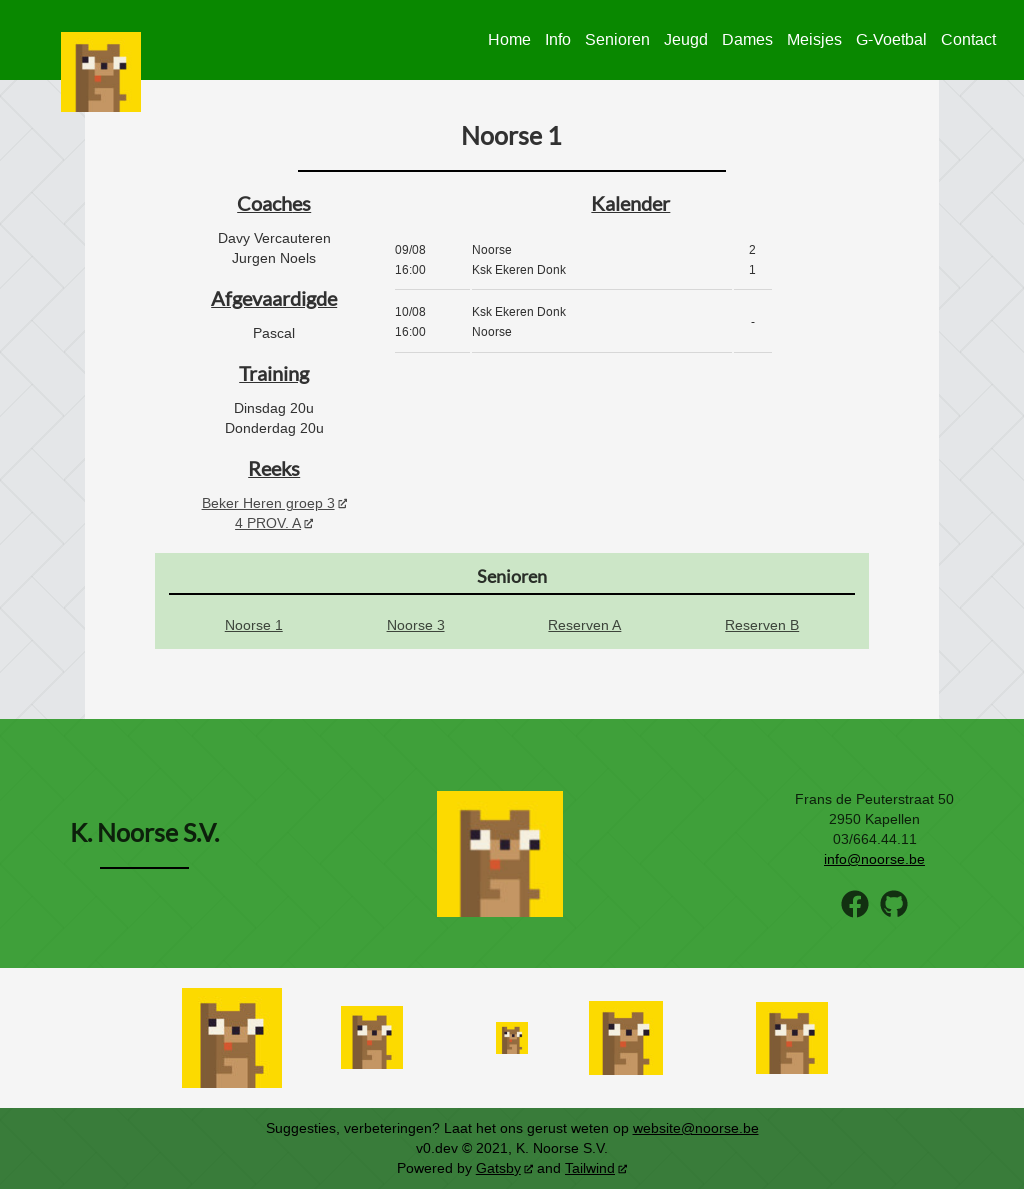 Home Info Senioren Jeugd Dames Meisjes G-Voetbal Contact
Noorse 1
Coaches
Davy Vercauteren
Jurgen Noels
Afgevaardigde
Pascal
Training
Dinsdag 20u
Donderdag 20u
Reeks
Beker Heren groep 3
4 PROV. A
Kalender
09/08 Noorse 2
16:00 Ksk Ekeren Donk 1
10/08 Ksk Ekeren Donk
-
16:00 Noorse
Senioren
Noorse 1 Noorse 3 Reserven A Reserven B
K. Noorse S.V.
Frans de Peuterstraat 50
2950 Kapellen
03/664.44.11
info@noorse.be
Suggesties, verbeteringen? Laat het ons gerust weten op website@noorse.be
v0.dev © 2021, K. Noorse S.V.
Powered by Gatsby and Tailwind